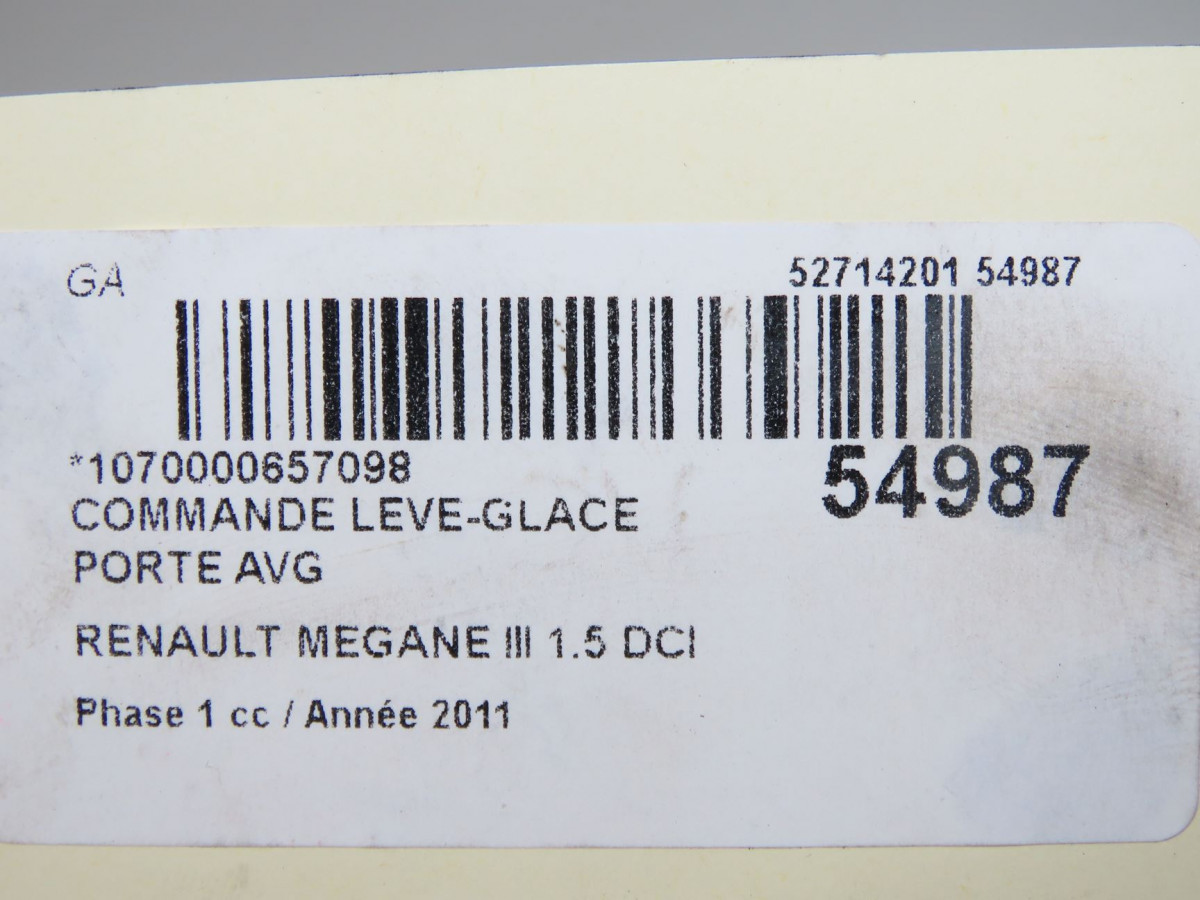 GA
52714201 54987
*1070000657098
54987
COMMANDE LEVE-GLACE
PORTE AVG
RENAULT MEGANE III 1.5 DCI
Phase 1 cc / Année 2011